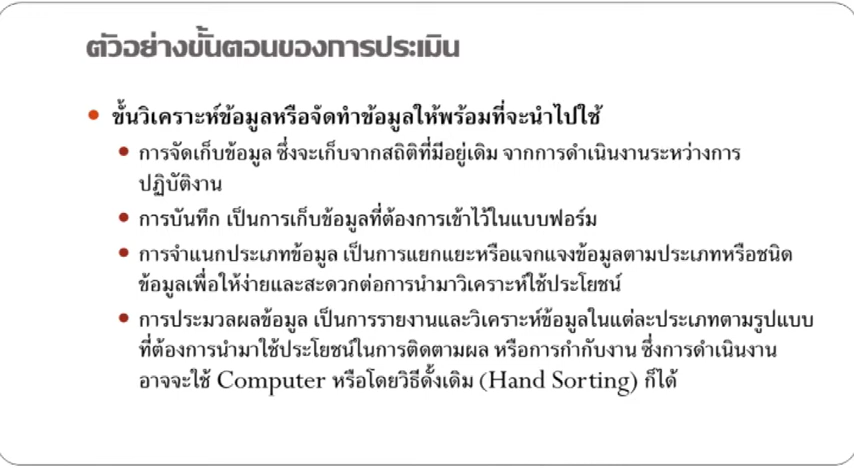 ตัวอย่างขั้นตอนของการประเมิน
• ขั้นวิเคราะห์ข้อมูลหรือจัดทำข้อมูลให้พร้อมที่จะนำไปใช้
• การจัดเก็บข้อมูล ซึ่งจะเก็บจากสถิติที่มีอยู่เดิม จากการดำเนินงานระหว่างการ
ปฏิบัติงาน
• การบันทึก เป็นการเก็บข้อมูลที่ต้องการเข้าไว้ในแบบฟอร์ม
• การจำแนกประเภทข้อมูล เป็นการแยกแยะหรือแจกแจงข้อมูลตามประเภทหรือชนิด
ข้อมูลเพื่อให้ง่ายและสะดวกต่อการนำมาวิเคราะห์ใช้ประโยชน์
• การประมวลผลข้อมูล เป็นการรายงานและวิเคราะห์ข้อมูลในแต่ละประเภทตามรูปแบบ
ที่ต้องการนำมาใช้ประโยชน์ในการติดตามผล หรือการกำกับงาน ซึ่งการดำเนินงาน
อาจจะใช้ Computer หรือโดยวิธีดั้งเดิม (Hand Sorting) ก็ได้